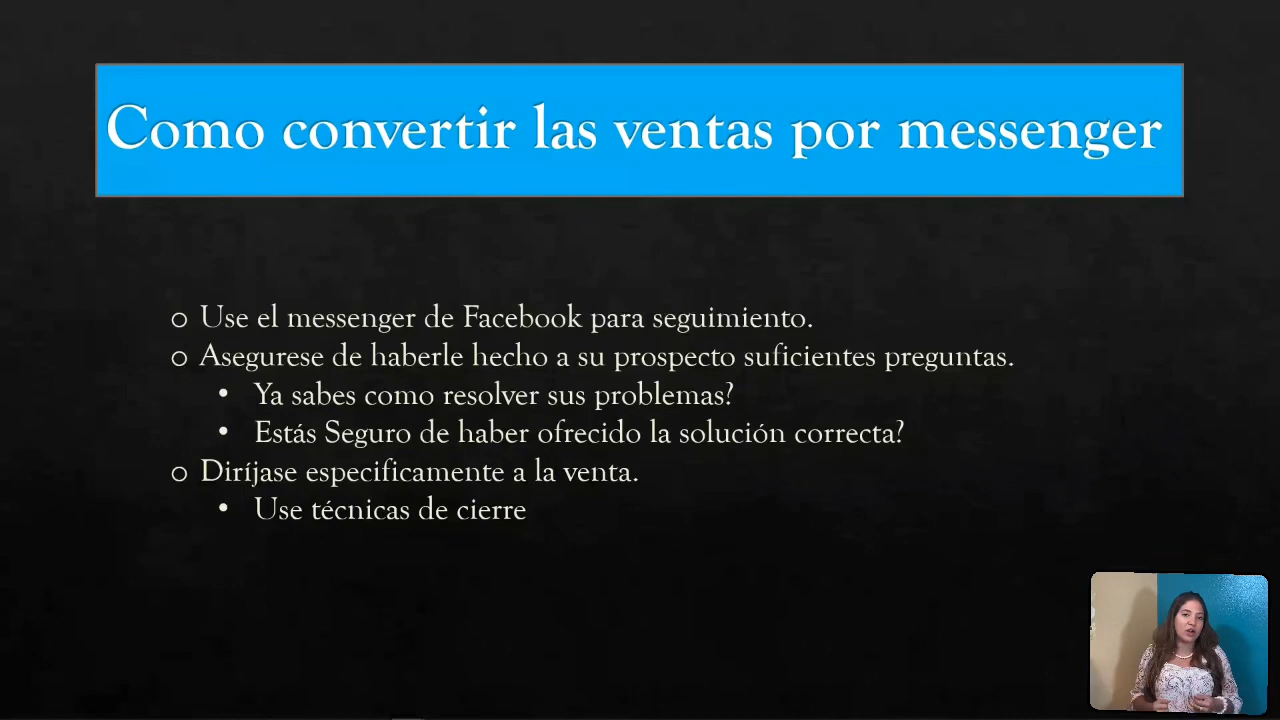 Como convertir las ventas por messenger
o Use el messenger de Facebook para seguimiento.
o Asegurese de haberle hecho a su prospecto suficientes preguntas.
• Ya sabes como resolver sus problemas?
• Estás Seguro de haber ofrecido la solución correcta?
o Diríjase especificamente a la venta.
• Use técnicas de cierre